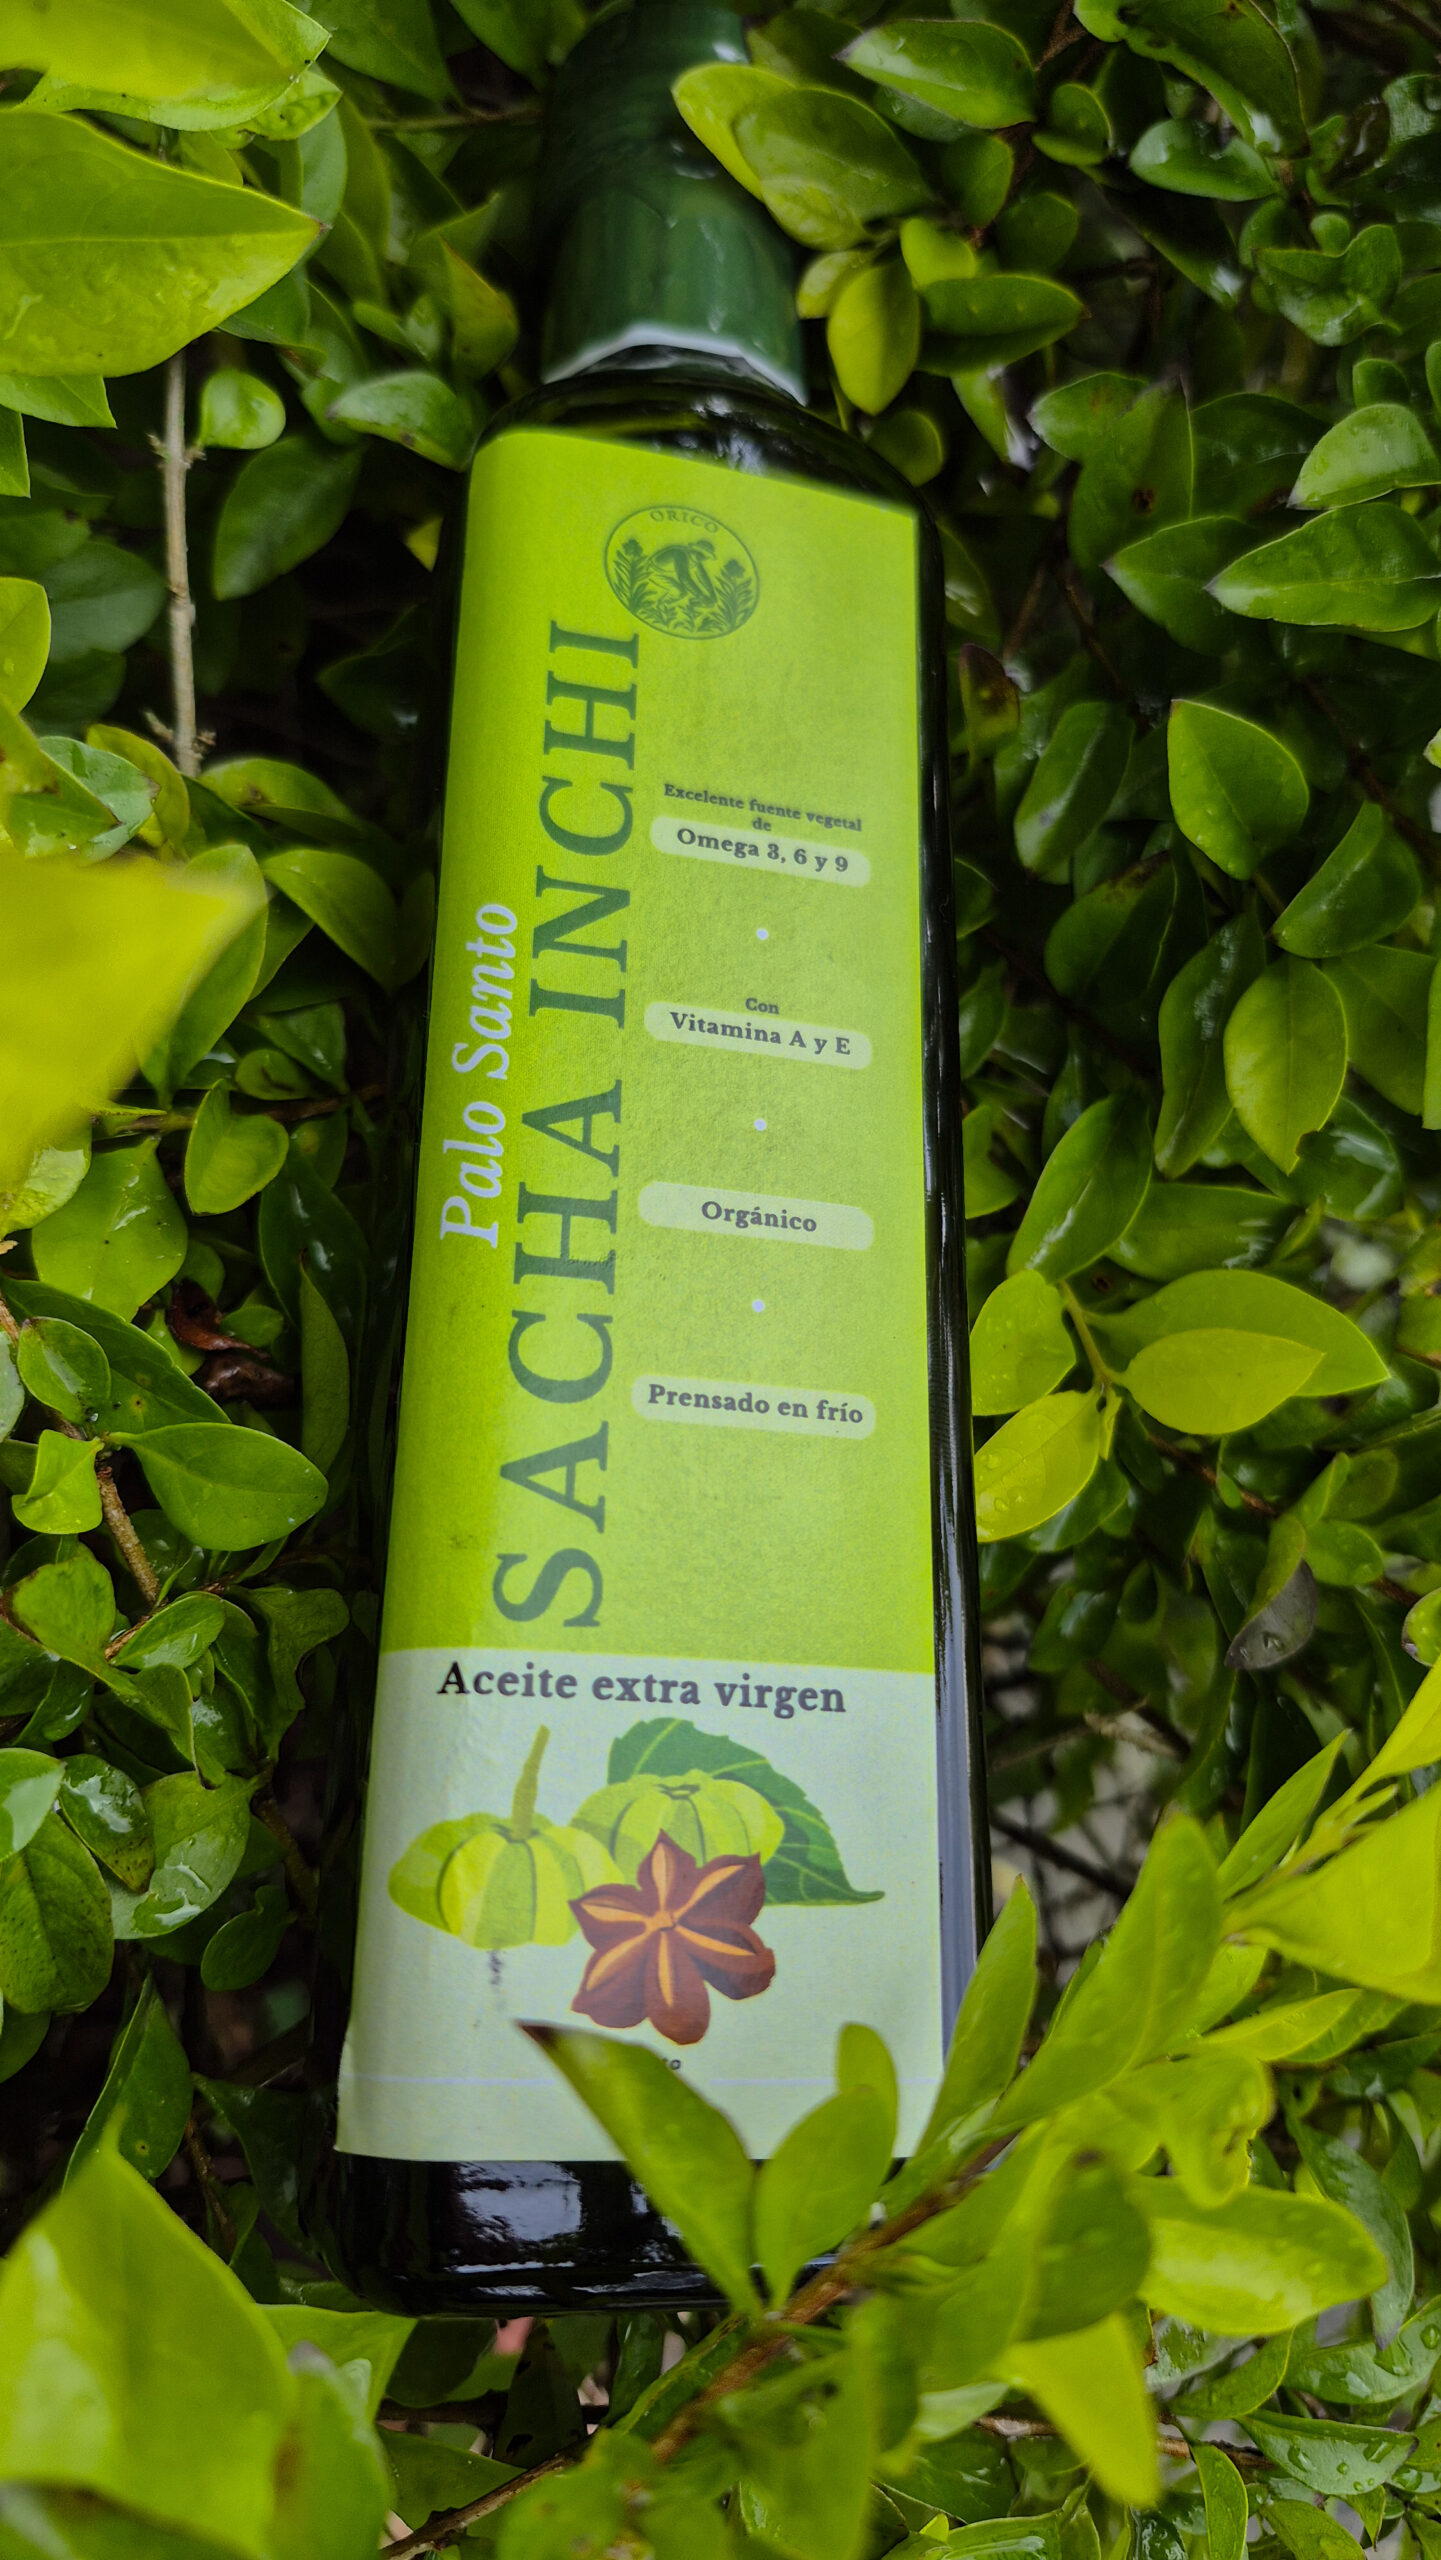 ORICO
Palo Santo
SACHA INCHI
Excelente fuente vegetal
de
Omega 3, 6 y 9
Con
Vitamina A y E
Orgánico
Prensado en frío
Aceite extra virgen